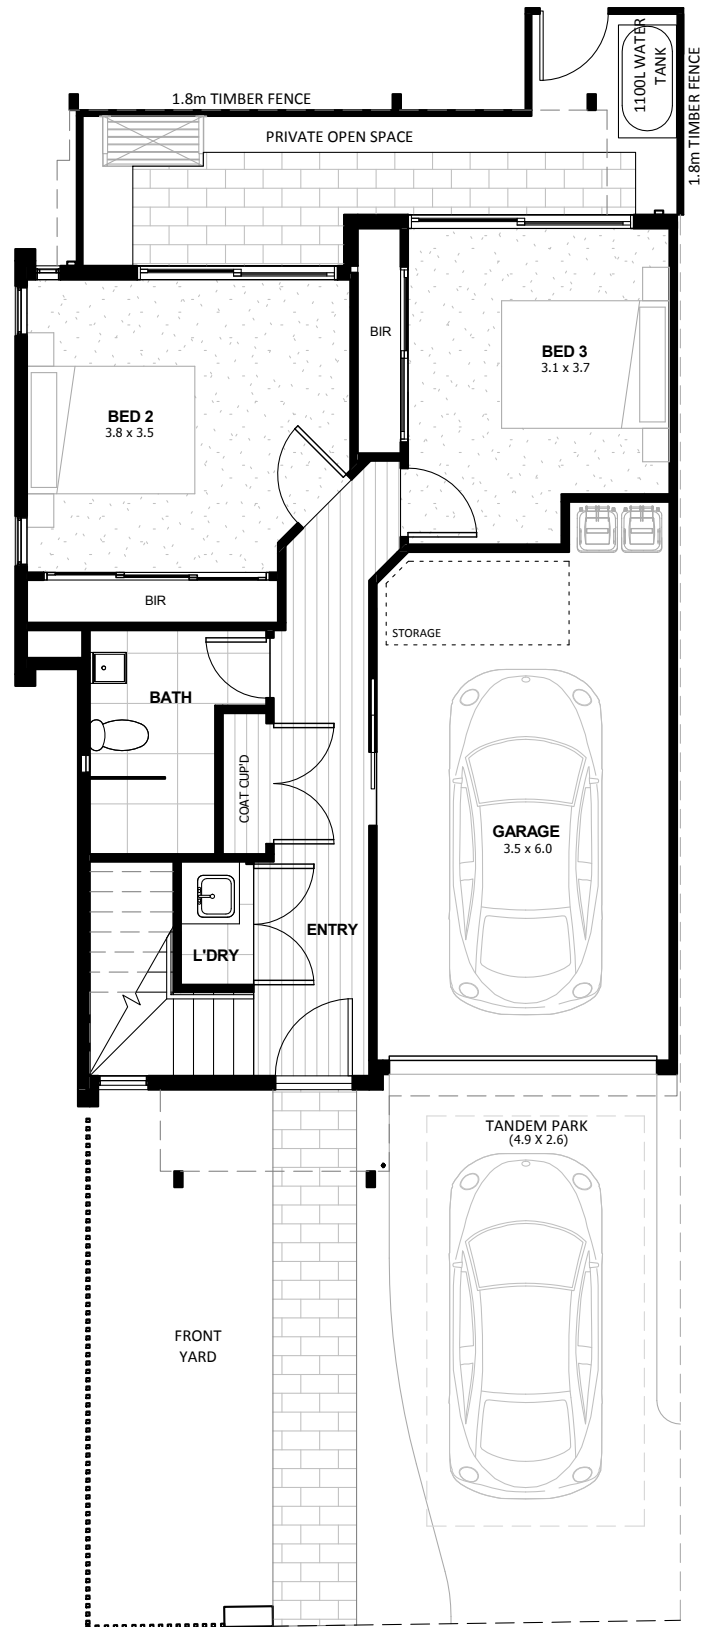 1100L WATER
TANK
1.8m TIMBER FENCE
1.8m TIMBER FENCE
PRIVATE OPEN SPACE
BIR
BED 3
3.1 x 3.7
BED 2
3.8 x 3.5
BIR
STORAGE
BATH
COAT CUP'D
GARAGE
3.5 x 6.0
ENTRY
L'DRY
TANDEM PARK
(4.9 X 2.6)
FRONT
YARD